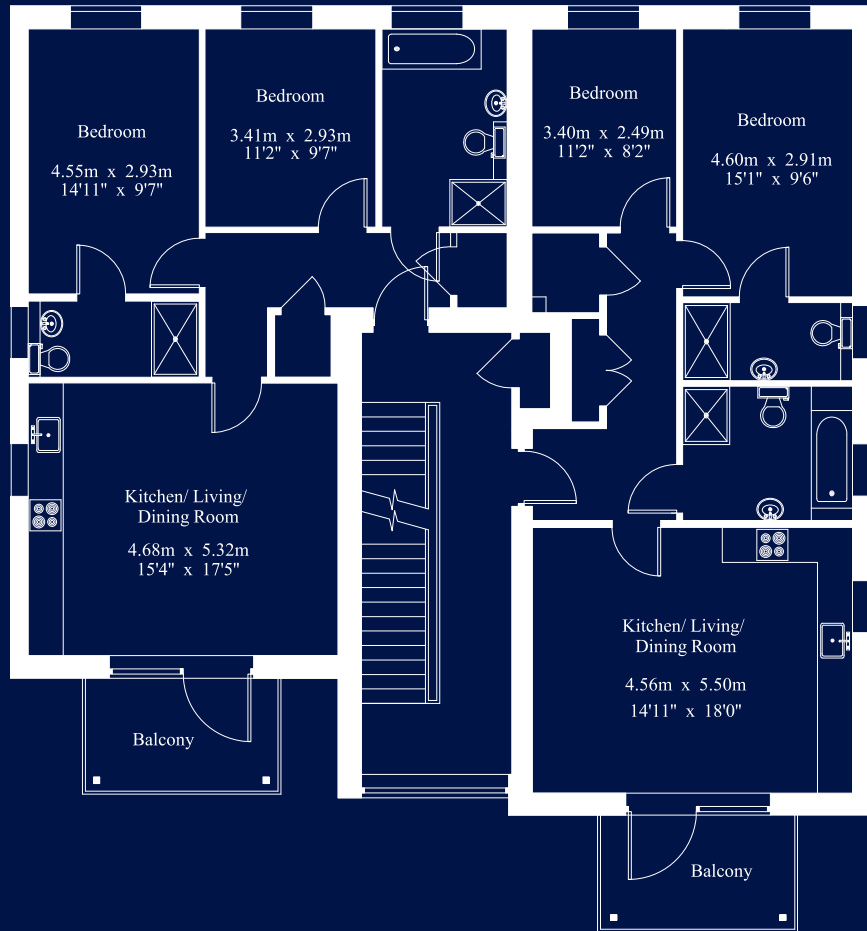 Bedroom
4.55m x 2.93m
14'11" x 9'7"
Bedroom
3.41m x 2.93m
11'2" x 9'7"
Bedroom
3.40m x 2.49m
11'2" x 8'2"
Bedroom
4.60m x 2.91m
15'1" x 9'6"
Kitchen/ Living/
Dining Room
4.68m x 5.32m
15'4" x 17'5"
Kitchen/ Living/
Dining Room
4.56m x 5.50m
14'11" x 18'0"
Balcony
Balcony